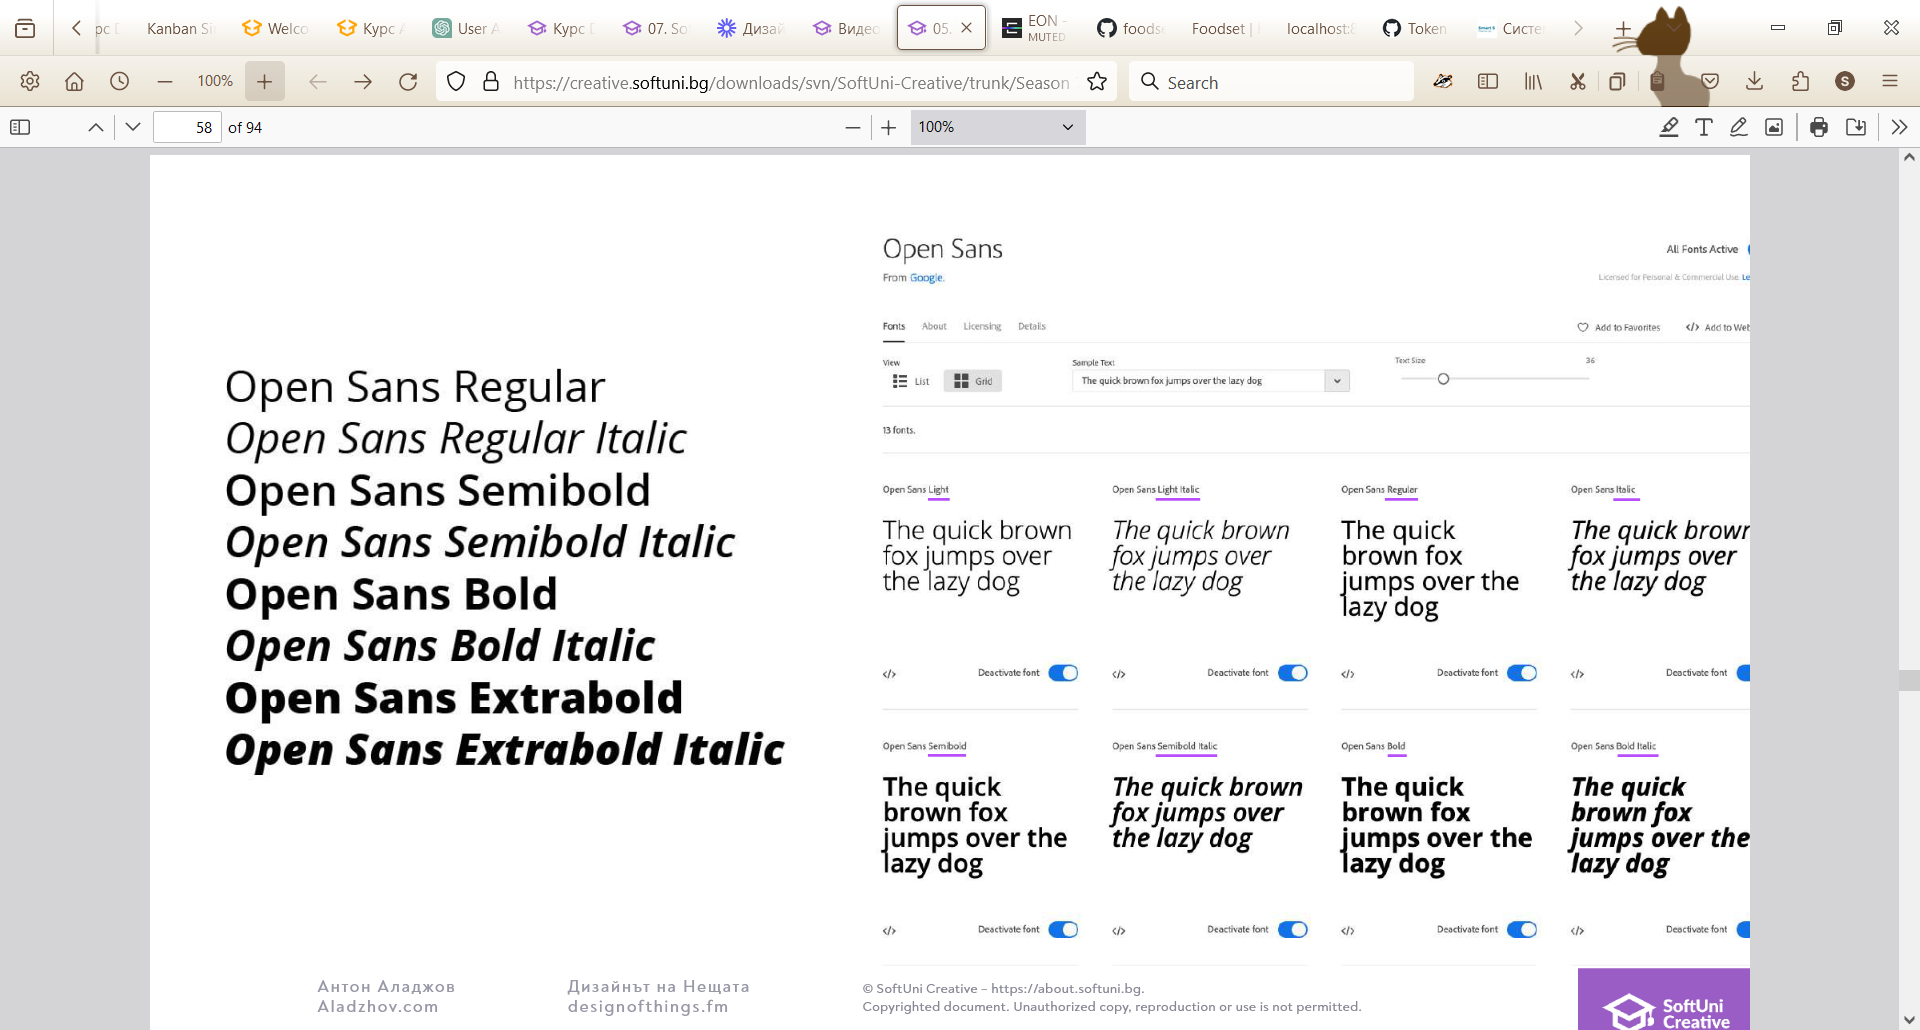 Kanban Si
Welco
Курс A
User A
Курс D
07. So
Дизай
Видео
05.
EON -
MUTED
foods
Foodset |
localhost:8
Token
Систе
100%
https://creative.softuni.bg/downloads/svn/SoftUni-Creative/trunk/Season
Search
S
58 of 94
100%
Open Sans Regular
Open Sans Regular Italic
Open Sans Semibold
Open Sans Semibold Italic
Open Sans Bold
Open Sans Bold Italic
Open Sans Extrabold
Open Sans Extrabold Italic
Open Sans
From Google.
All Fonts Active
Licensed for Personal & Commercial Use. Le
Fonts About Licensing Details
Add to Favorites </> Add to Web
View
List Grid
Sample Text
The quick brown fox jumps over the lazy dog
Text Size 36
13 fonts.
Open Sans Light
The quick brown
fox jumps over
the lazy dog
</> Deactivate font
Open Sans Light Italic
The quick brown
fox jumps over
the lazy dog
</> Deactivate font
Open Sans Regular
The quick
brown fox
jumps over the
lazy dog
</> Deactivate font
Open Sans Italic
The quick brown
fox jumps over
the lazy dog
</> Deactivate font
Open Sans Semibold
The quick
brown fox
jumps over the
lazy dog
</> Deactivate font
Open Sans Semibold Italic
The quick brown
fox jumps over
the lazy dog
</> Deactivate font
Open Sans Bold
The quick
brown fox
jumps over the
lazy dog
</> Deactivate font
Open Sans Bold Italic
The quick
brown fox
jumps over the
lazy dog
</> Deactivate font
Антон Аладжов
Aladzhov.com
Дизайнът на Нещата
designofthings.fm
© SoftUni Creative – https://about.softuni.bg.
Copyrighted document. Unauthorized copy, reproduction or use is not permitted.
SoftUni
Creative